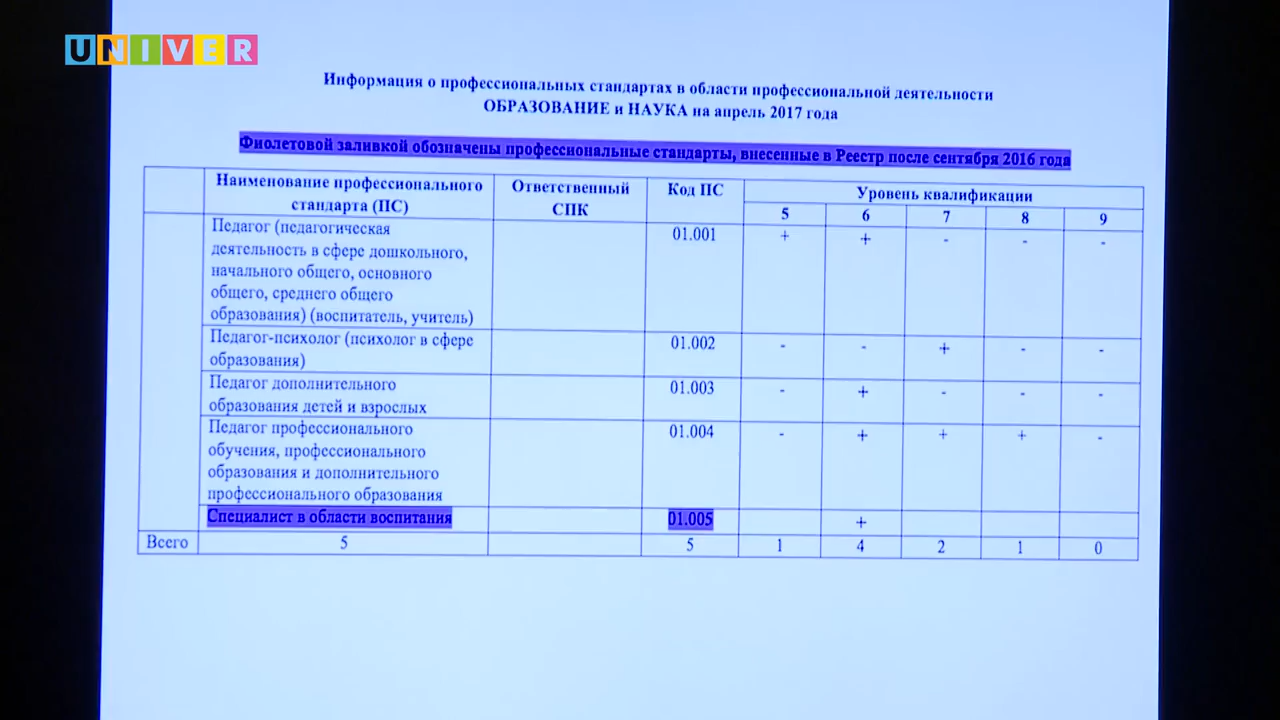 UNIVER
Информация о профессиональных стандартах в области профессиональной деятельности
ОБРАЗОВАНИЕ и НАУКА на апрель 2017 года
Фиолетовой заливкой обозначены профессиональные стандарты, внесенные в Реестр после сентября 2016 года
Наименование профессионального стандарта (ПС) Ответственный СПК Код ПС Уровень квалификации
5 6 7 8 9
Педагог (педагогическая 01.001 + + - - -
деятельность в сфере дошкольного,
начального общего, основного
общего, среднего общего
образования) (воспитатель, учитель)
Педагог-психолог (психолог в сфере 01.002 - - + - -
образования)
Педагог дополнительного 01.003 - + - - -
образования детей и взрослых
Педагог профессионального 01.004 - + + + -
обучения, профессионального
образования и дополнительного
профессионального образования
Специалист в области воспитания 01.005 +
Всего 5 5 1 4 2 1 0